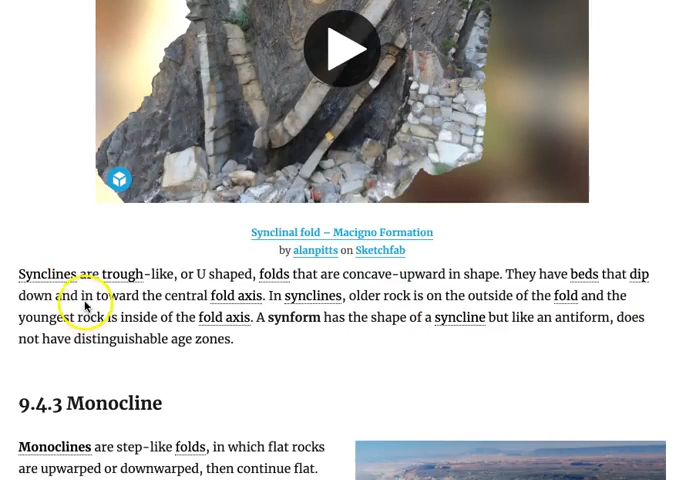 Synclinal fold – Macigno Formation
by alanpitts on Sketchfab
Synclines are trough-like, or U shaped, folds that are concave-upward in shape. They have beds that dip
down and in toward the central fold axis. In synclines, older rock is on the outside of the fold and the
youngest rock is inside of the fold axis. A synform has the shape of a syncline but like an antiform, does
not have distinguishable age zones.
9.4.3 Monocline
Monoclines are step-like folds, in which flat rocks
are upwarped or downwarped, then continue flat.